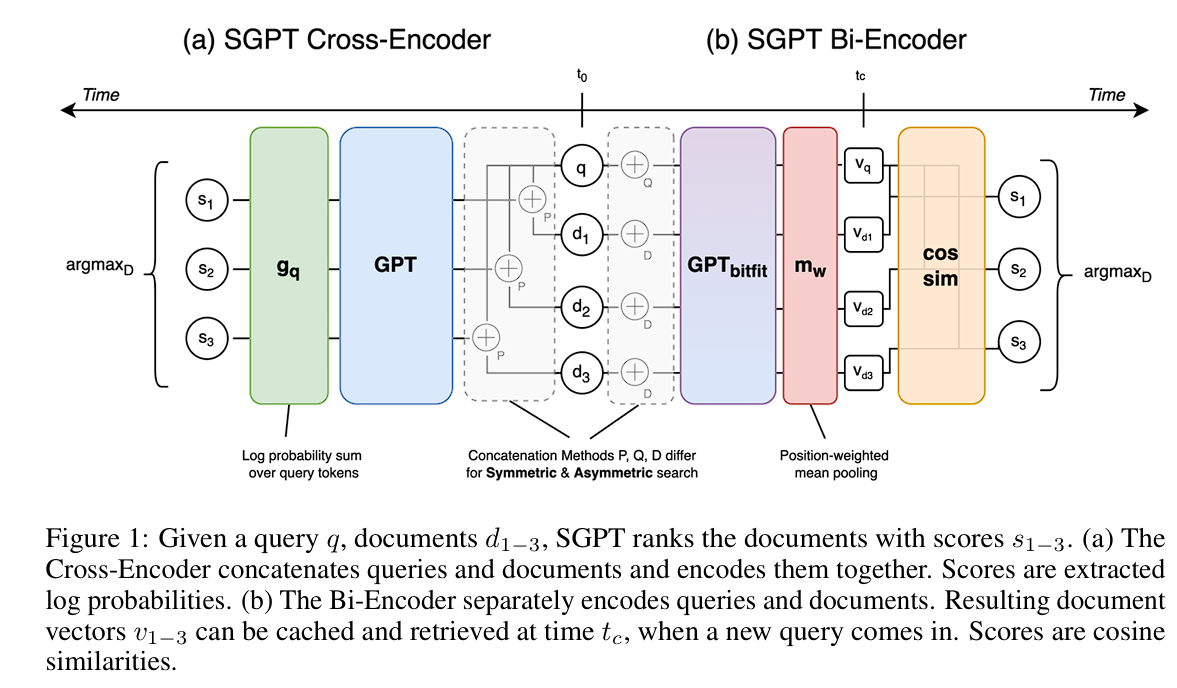 (a) SGPT Cross-Encoder
(b) SGPT Bi-Encoder
t0
tc
Time
Time
argmaxD
s1
s2
s3
gq
GPT
P
P
P
q
d1
d2
d3
Q
D
D
D
GPTbitfit
mw
vq
vd1
vd2
vd3
cos
sim
s1
s2
s3
argmaxD
Log probability sum
over query tokens
Concatenation Methods P, Q, D differ
for Symmetric & Asymmetric search
Position-weighted
mean pooling
Figure 1: Given a query q, documents d1−3, SGPT ranks the documents with scores s1−3. (a) The
Cross-Encoder concatenates queries and documents and encodes them together. Scores are extracted
log probabilities. (b) The Bi-Encoder separately encodes queries and documents. Resulting document
vectors v1−3 can be cached and retrieved at time tc, when a new query comes in. Scores are cosine
similarities.